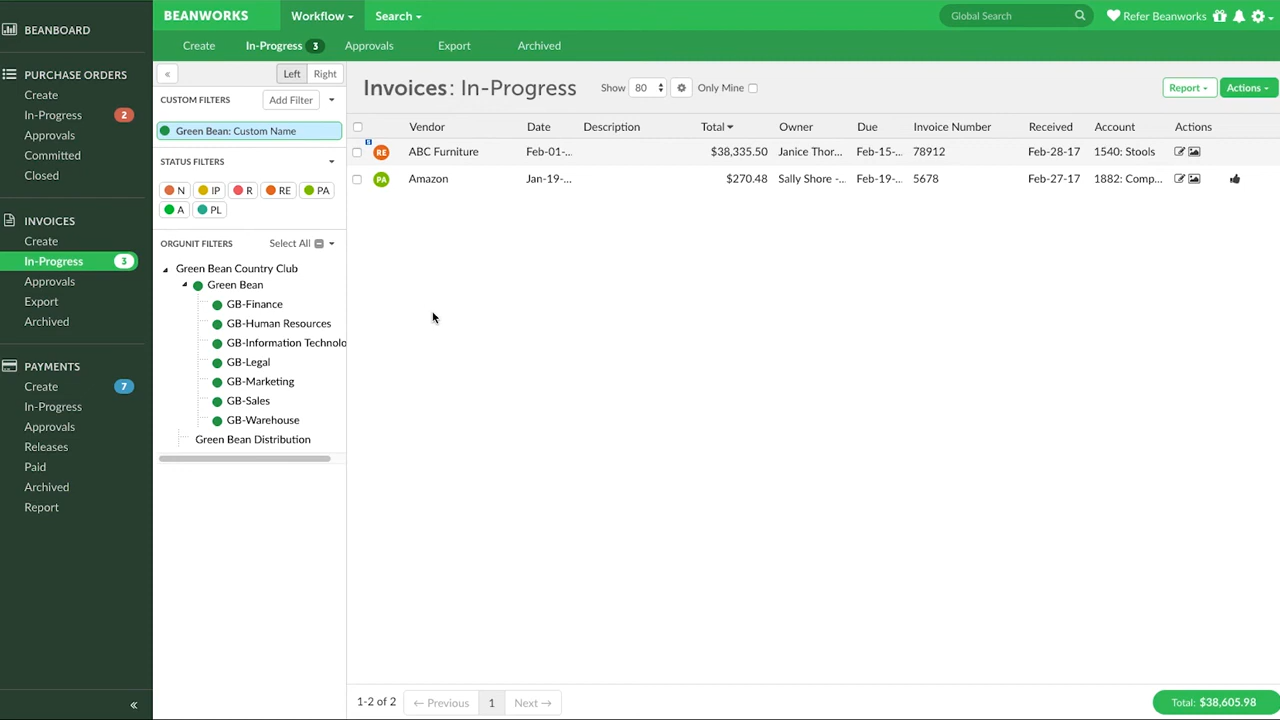 BEANWORKS Workflow Search Global Search Refer Beanworks
Create In-Progress 3 Approvals Export Archived
BEANBOARD
PURCHASE ORDERS
Create
In-Progress 2
Approvals
Committed
Closed
INVOICES
Create
In-Progress 3
Approvals
Export
Archived
PAYMENTS
Create 7
In-Progress
Approvals
Releases
Paid
Archived
Report
«
« Left Right
CUSTOM FILTERS Add Filter
Green Bean: Custom Name
STATUS FILTERS
N IP R RE PA
A PL
ORGUNIT FILTERS Select All
Green Bean Country Club
Green Bean
GB-Finance
GB-Human Resources
GB-Information Technolo
GB-Legal
GB-Marketing
GB-Sales
GB-Warehouse
Green Bean Distribution
Invoices: In-Progress Show 80 Only Mine Report Actions
Vendor Date Description Total Owner Due Invoice Number Received Account Actions
RE ABC Furniture Feb-01-... $38,335.50 Janice Thor... Feb-15-... 78912 Feb-28-17 1540: Stools
PA Amazon Jan-19-... $270.48 Sally Shore -... Feb-19-... 5678 Feb-27-17 1882: Comp...
1-2 of 2 ← Previous 1 Next → Total: $38,605.98